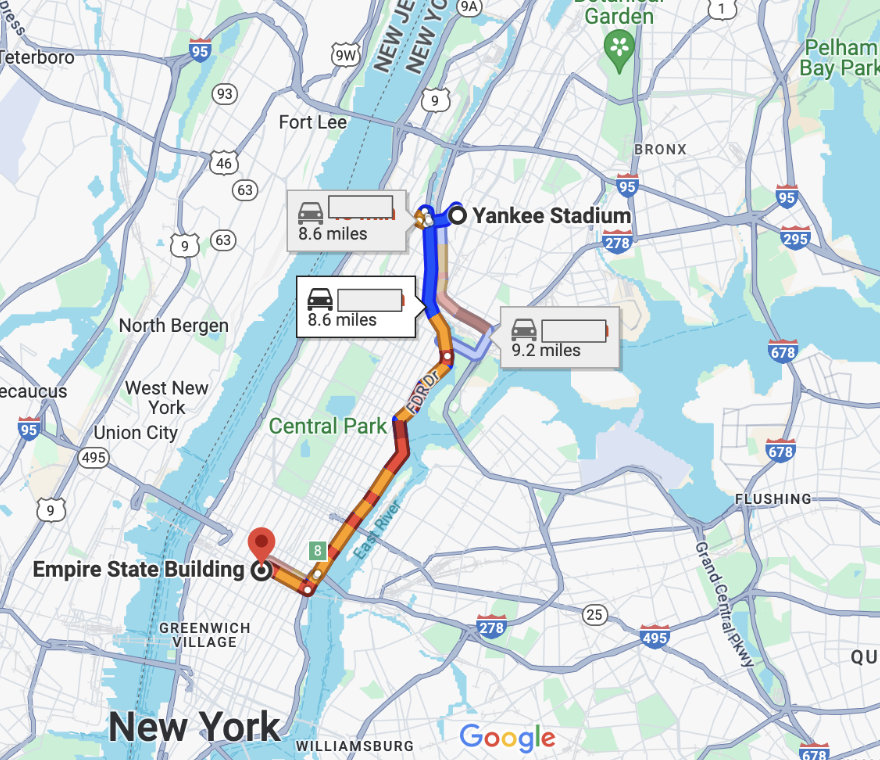 Botanical
Garden
1
9A
NEW JE
NEW YO
Teterboro
95
9W
Pelham
Bay Park
93
9
Fort Lee
46
BRONX
63
95
95
8.6 miles
Yankee Stadium
9
63
278
295
8.6 miles
North Bergen
9.2 miles
678
FDR Dr
West New
York
ecaucus
Central Park
95
Union City
495
678
9
FLUSHING
East River
8
Empire State Building
Grand Central Pkwy
GREENWICH
VILLAGE
25
278
495
QU
New York
Google
WILLIAMSBURG
678